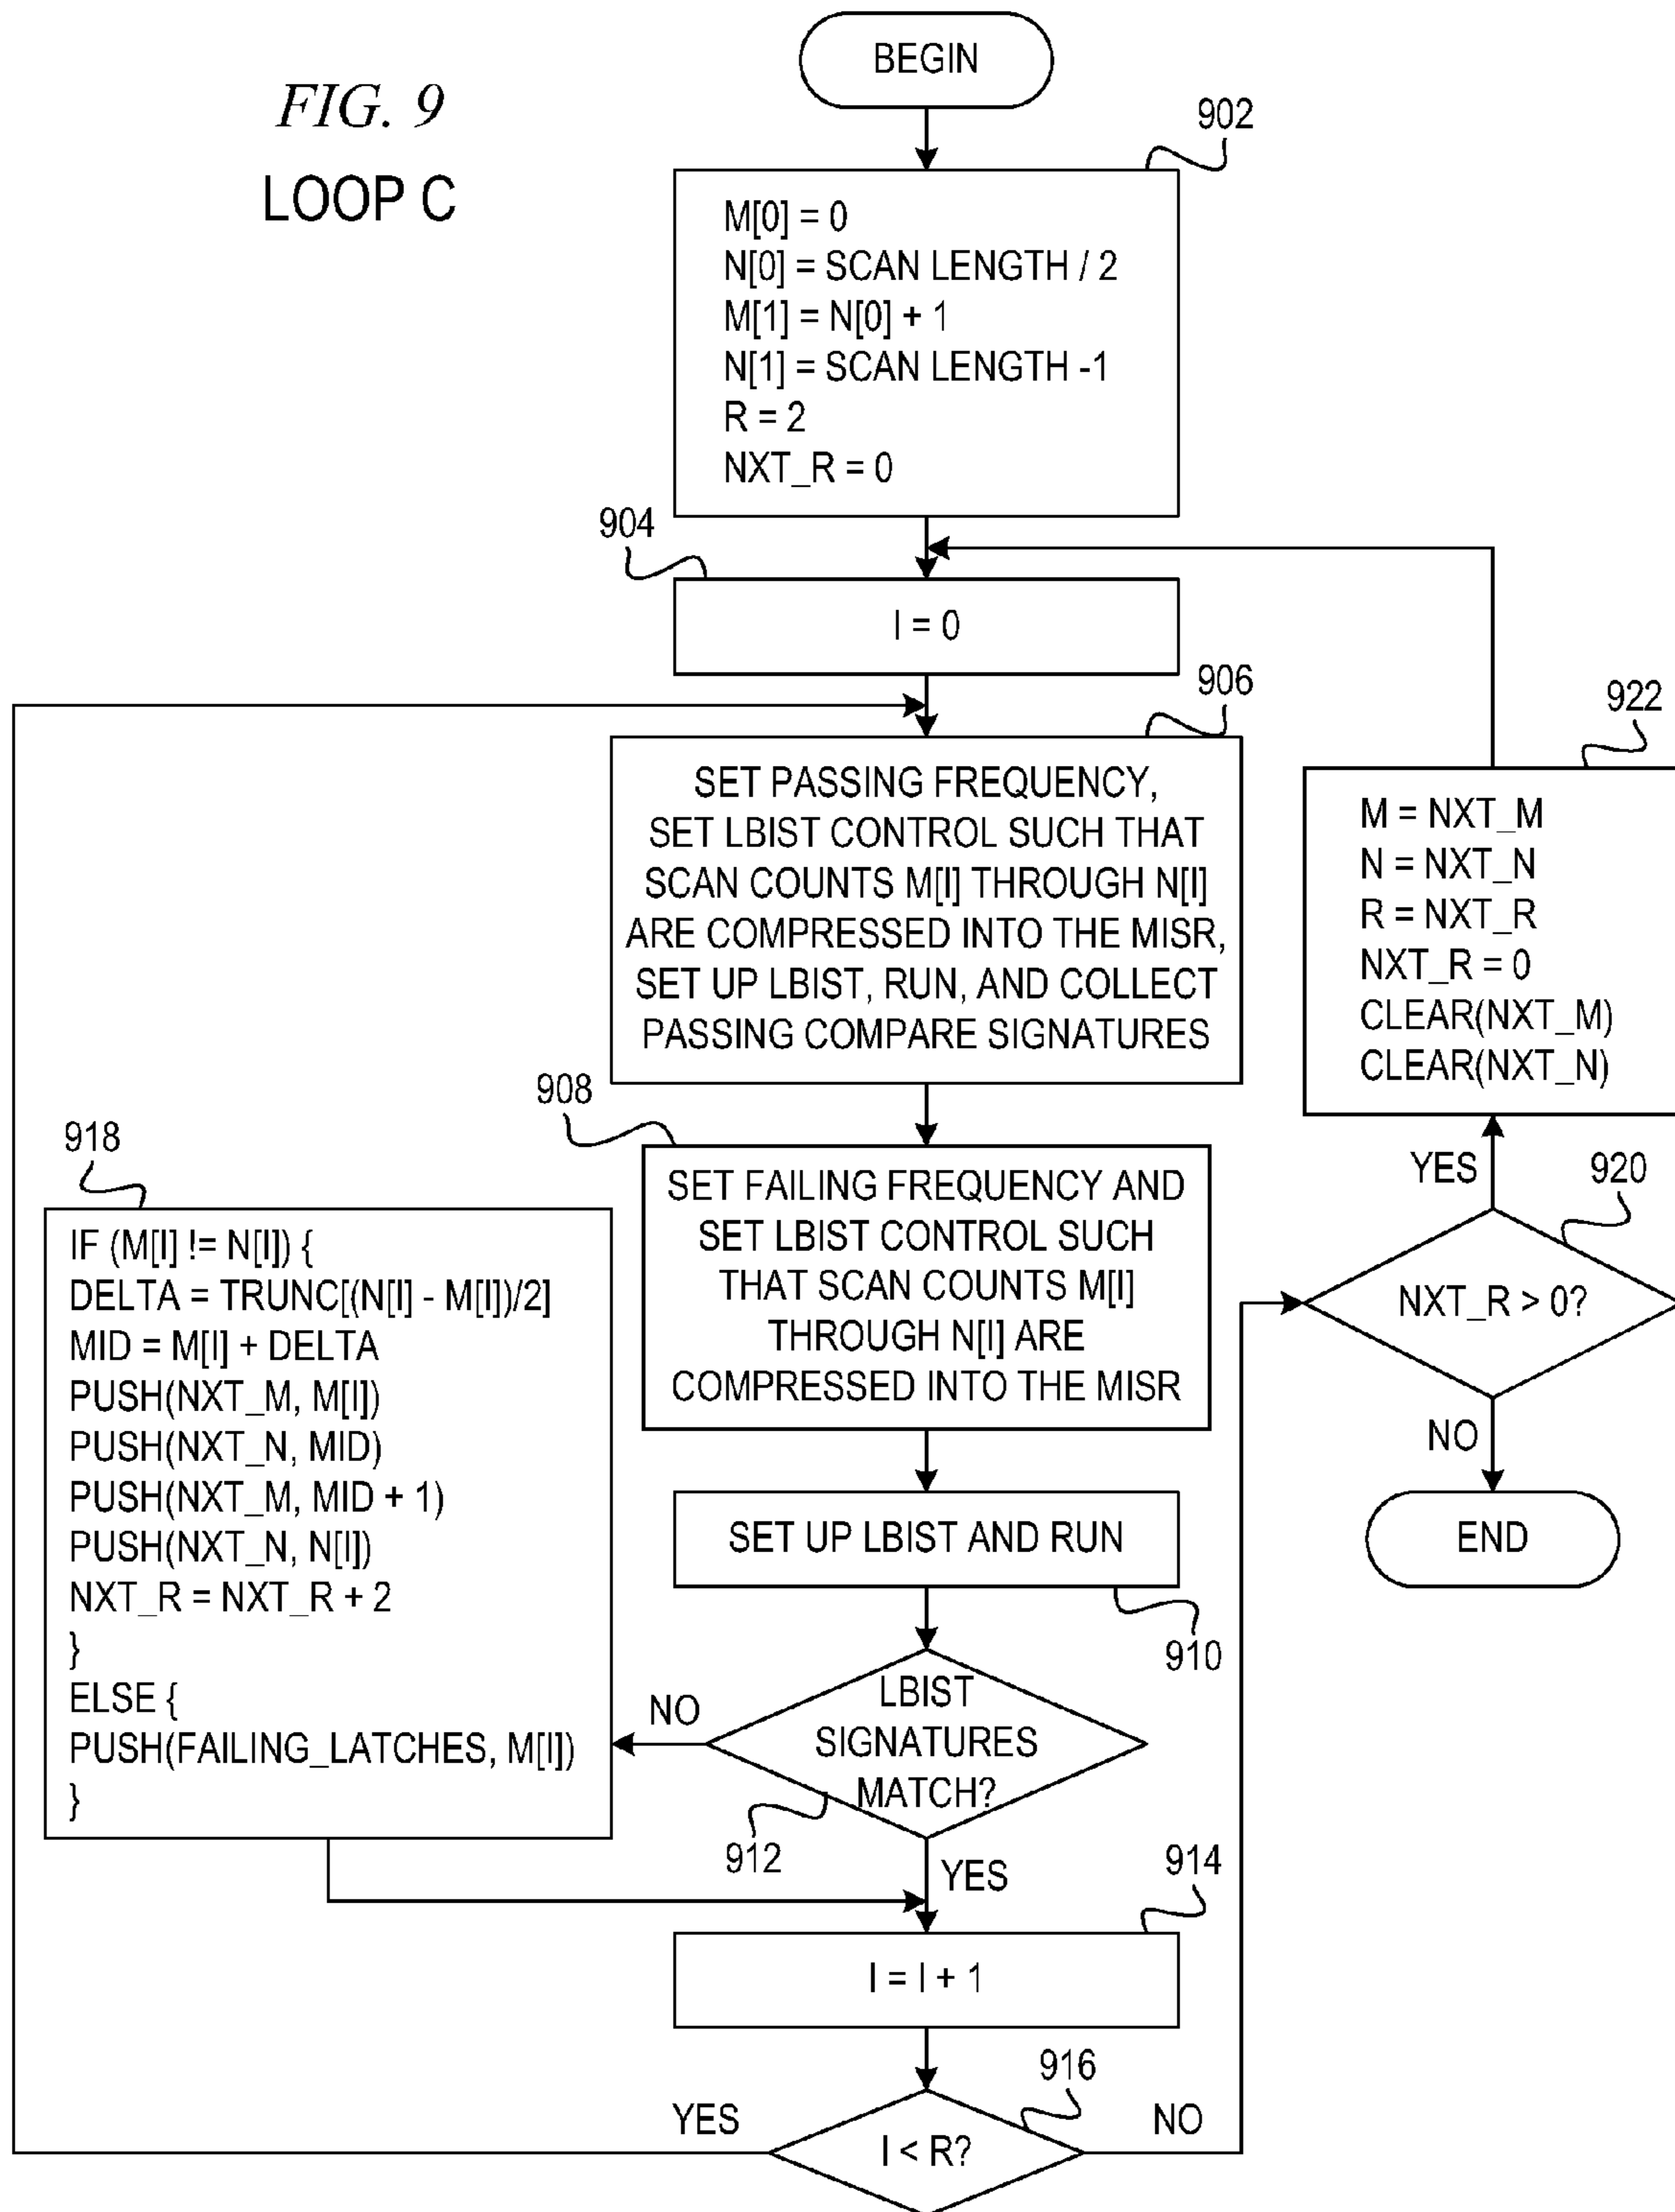 FIG. 9
LOOP C
BEGIN
902
M[0] = 0
N[0] = SCAN LENGTH / 2
M[1] = N[0] + 1
N[1] = SCAN LENGTH -1
R = 2
NXT_R = 0
904
I = 0
906
SET PASSING FREQUENCY,
SET LBIST CONTROL SUCH THAT
SCAN COUNTS M[I] THROUGH N[I]
ARE COMPRESSED INTO THE MISR,
SET UP LBIST, RUN, AND COLLECT
PASSING COMPARE SIGNATURES
908
SET FAILING FREQUENCY AND
SET LBIST CONTROL SUCH
THAT SCAN COUNTS M[I]
THROUGH N[I] ARE
COMPRESSED INTO THE MISR
SET UP LBIST AND RUN
910
LBIST
SIGNATURES
MATCH?
912
NO
YES
918
IF (M[I] != N[I]) {
DELTA = TRUNC[(N[I] - M[I])/2]
MID = M[I] + DELTA
PUSH(NXT_M, M[I])
PUSH(NXT_N, MID)
PUSH(NXT_M, MID + 1)
PUSH(NXT_N, N[I])
NXT_R = NXT_R + 2
}
ELSE {
PUSH(FAILING_LATCHES, M[I])
}
914
I = I + 1
916
I < R?
YES
NO
920
NXT_R > 0?
YES
NO
922
M = NXT_M
N = NXT_N
R = NXT_R
NXT_R = 0
CLEAR(NXT_M)
CLEAR(NXT_N)
END